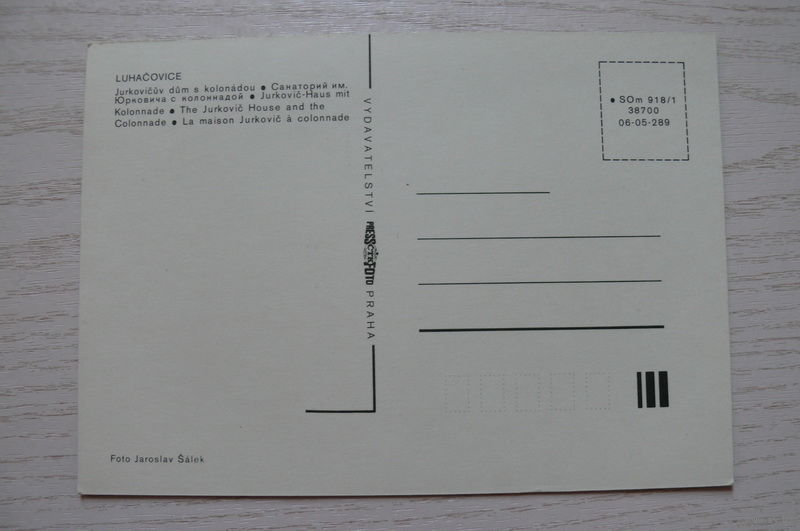 LUHAČOVICE
Jurkovičův dům s kolonádou ● Санаторий им.
Юрковича с колоннадой ● Jurkovič-Haus mit
Kolonnade ● The Jurkovič House and the
Colonnade ● La maison Jurkovič à colonnade
VYDAVATELSTVÍ PRESSFOTO PRAHA
ČTK
● SOm 918/1
38700
06-05-289
Foto Jaroslav Šálek